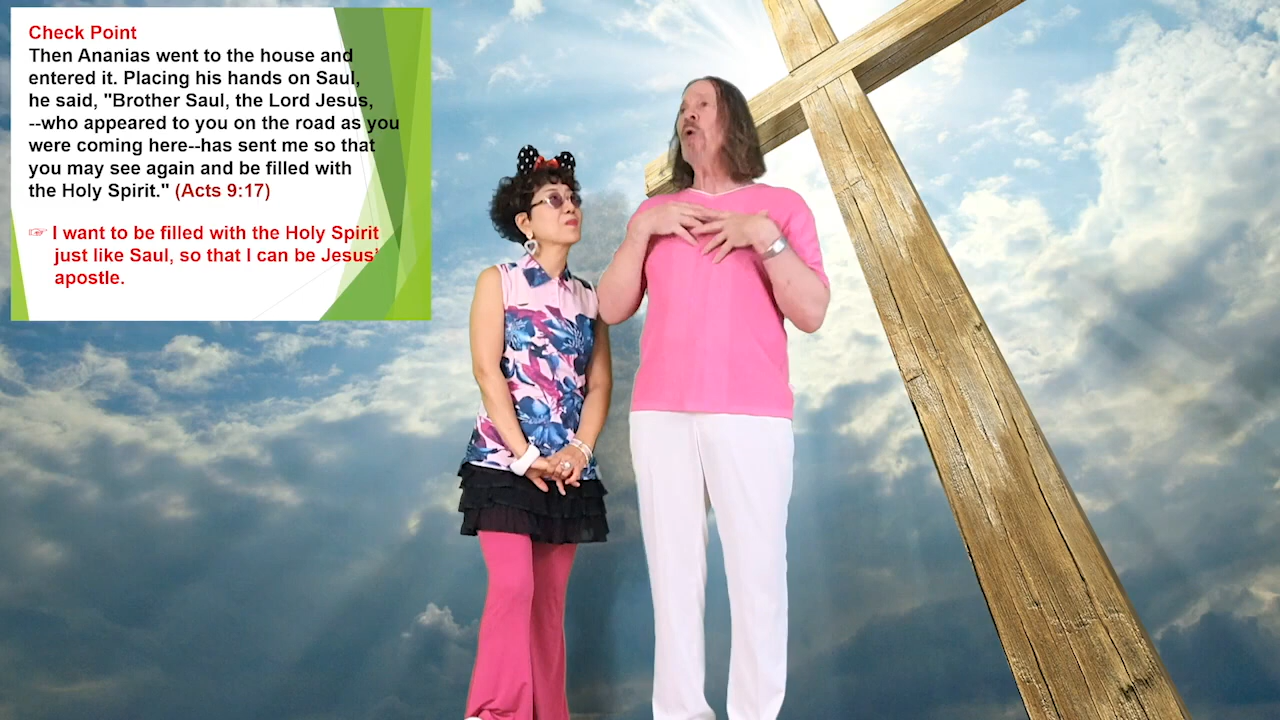 Check Point
Then Ananias went to the house and
entered it. Placing his hands on Saul,
he said, "Brother Saul, the Lord Jesus,
--who appeared to you on the road as you
were coming here--has sent me so that
you may see again and be filled with
the Holy Spirit." (Acts 9:17)
☞ I want to be filled with the Holy Spirit
just like Saul, so that I can be Jesus'
apostle.